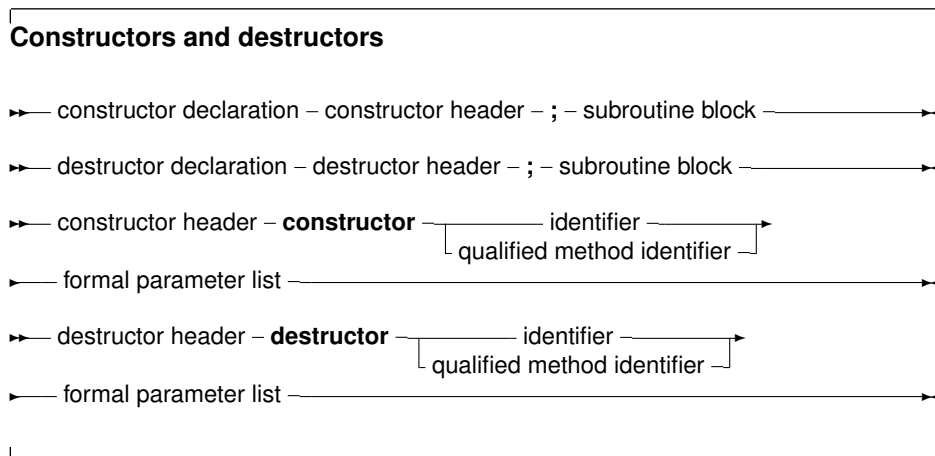 Constructors and destructors
constructor declaration – constructor header – ; – subroutine block
destructor declaration – destructor header – ; – subroutine block
constructor header – constructor – identifier
qualified method identifier
formal parameter list
destructor header – destructor – identifier
qualified method identifier
formal parameter list